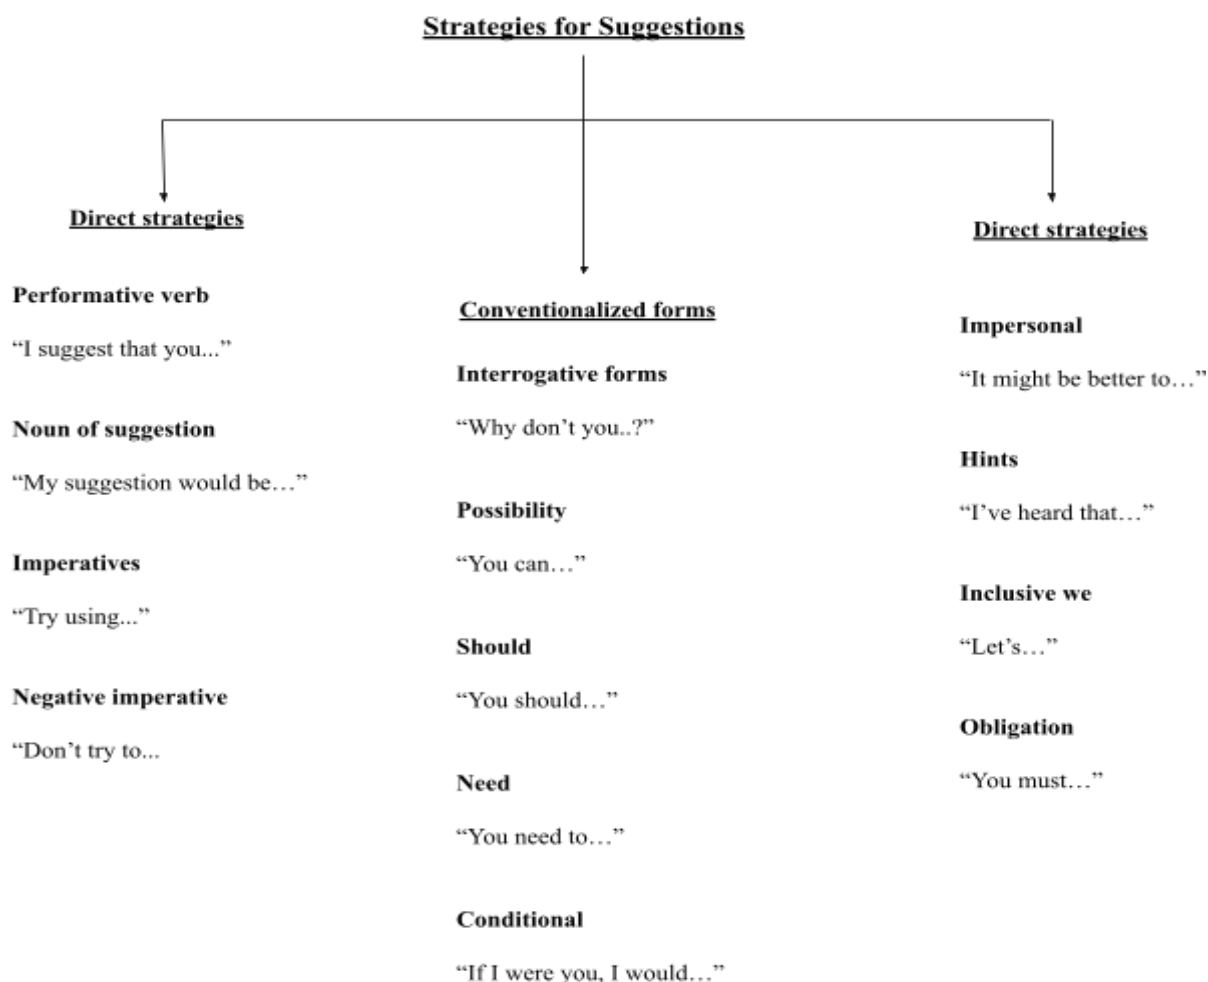 Strategies for Suggestions
Direct strategies
Performative verb
“I suggest that you...”
Noun of suggestion
“My suggestion would be…”
Imperatives
“Try using...”
Negative imperative
“Don’t try to...
Conventionalized forms
Interrogative forms
“Why don’t you..?”
Possibility
“You can…”
Should
“You should…”
Need
“You need to…”
Conditional
“If I were you, I would…”
Direct strategies
Impersonal
“It might be better to…”
Hints
“I’ve heard that…”
Inclusive we
“Let’s…”
Obligation
“You must…”